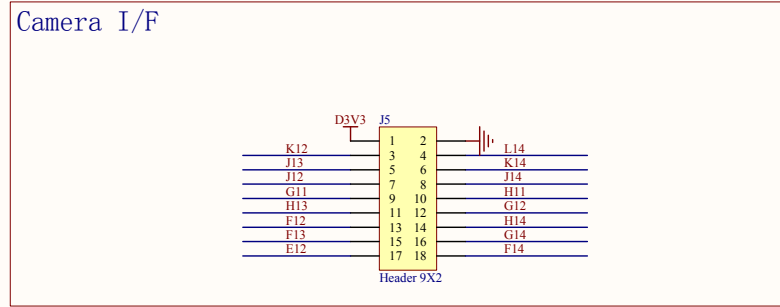 Camera I/F
D3V3 J5
1 2
K12 3 4 L14
J13 5 6 K14
J12 7 8 J14
G11 9 10 H11
H13 11 12 G12
F12 13 14 H14
F13 15 16 G14
E12 17 18 F14
Header 9X2